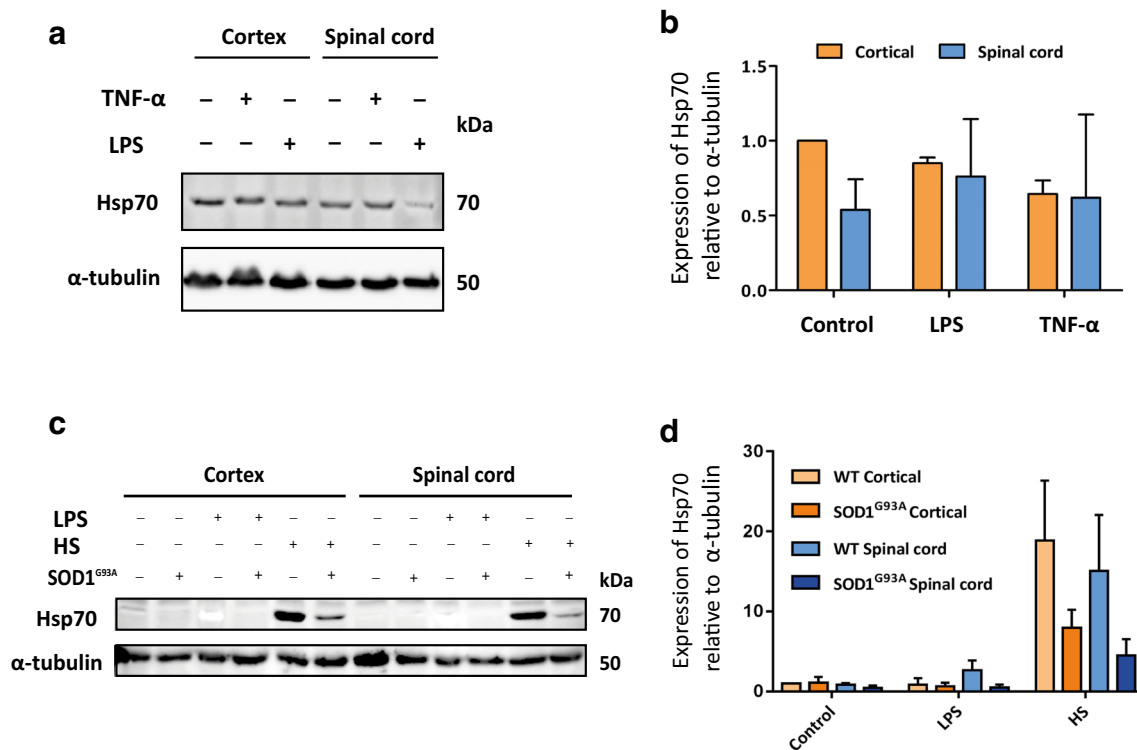 a
Cortex Spinal cord
TNF-α – + – – + –
kDa
LPS – – + – – +
Hsp70 70
α-tubulin 50
b
Cortical Spinal cord
Expression of Hsp70
relative to α-tubulin
1.5
1.0
0.5
0.0
Control LPS TNF-α
c
Cortex Spinal cord
LPS – – + + – – – – + + – –
HS – – – – + + – – – – + +
SOD1G93A – + – + – + – + – + – + kDa
Hsp70 70
α-tubulin 50
d
Expression of Hsp70
relative to α-tubulin
30
20
10
0
WT Cortical
SOD1G93A Cortical
WT Spinal cord
SOD1G93A Spinal cord
Control LPS HS